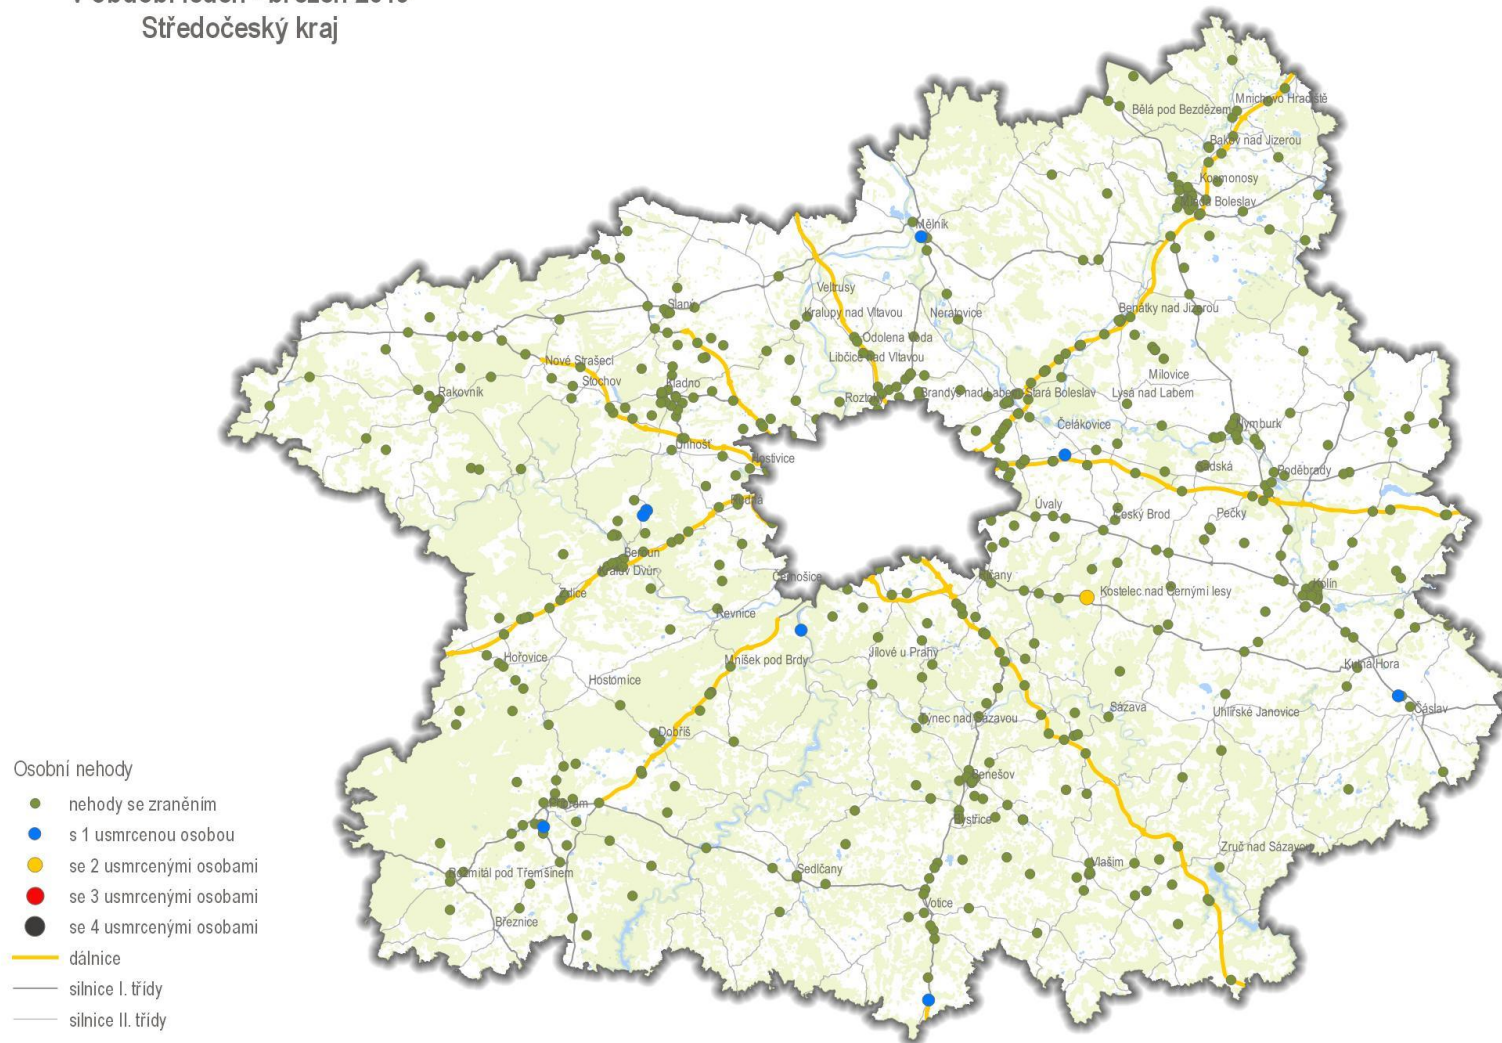 Středočeský kraj
Mnichovo Hradiště
Bělá pod Bezdězem
Bakov nad Jizerou
Kosmonosy
Mladá Boleslav
Mělník
Veltrusy
Slaný
Kralupy nad Vltavou
Neratovice
Benátky nad Jizerou
Odolena Voda
Libčice nad Vltavou
Nové Strašecí
Stochov
Kladno
Milovice
Rakovník
Roztoky
Brandýs nad Labem - Stará Boleslav
Lysá nad Labem
Čelákovice
Nymburk
Unhošť
Hostivice
Sadská
Poděbrady
Rudná
Úvaly
Český Brod
Pečky
Beroun
Králův Dvůr
Černošice
Říčany
Kolín
Zdice
Kostelec nad Černými lesy
Řevnice
Hořovice
Mníšek pod Brdy
Jílové u Prahy
Kutná Hora
Hostomice
Čáslav
Týnec nad Sázavou
Sázava
Uhlířské Janovice
Dobříš
Benešov
Příbram
Bystřice
Vlašim
Zruč nad Sázavou
Rožmitál pod Třemšínem
Sedlčany
Březnice
Votice
Osobní nehody
nehody se zraněním
s 1 usmrcenou osobou
se 2 usmrcenými osobami
se 3 usmrcenými osobami
se 4 usmrcenými osobami
dálnice
silnice I. třídy
silnice II. třídy